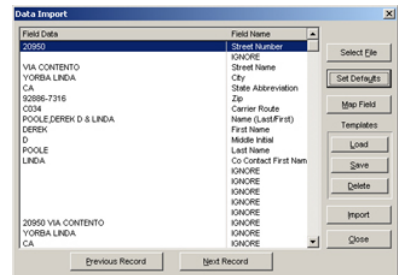 Data Import
Field Data Field Name
20950 Street Number
IGNORE
VIA CONTENTO Street Name
YORBA LINDA City
CA State Abbreviation
92886-7316 Zip
C034 Carrier Route
POOLE,DEREK D & LINDA Name (Last/First)
DEREK First Name
D Middle Initial
POOLE Last Name
LINDA Co Contact First Nam
IGNORE
IGNORE
IGNORE
IGNORE
IGNORE
20950 VIA CONTENTO IGNORE
YORBA LINDA IGNORE
CA IGNORE
Select File
Set Defaults
Map Field
Templates
Load
Save
Delete
Import
Close
Previous Record Next Record